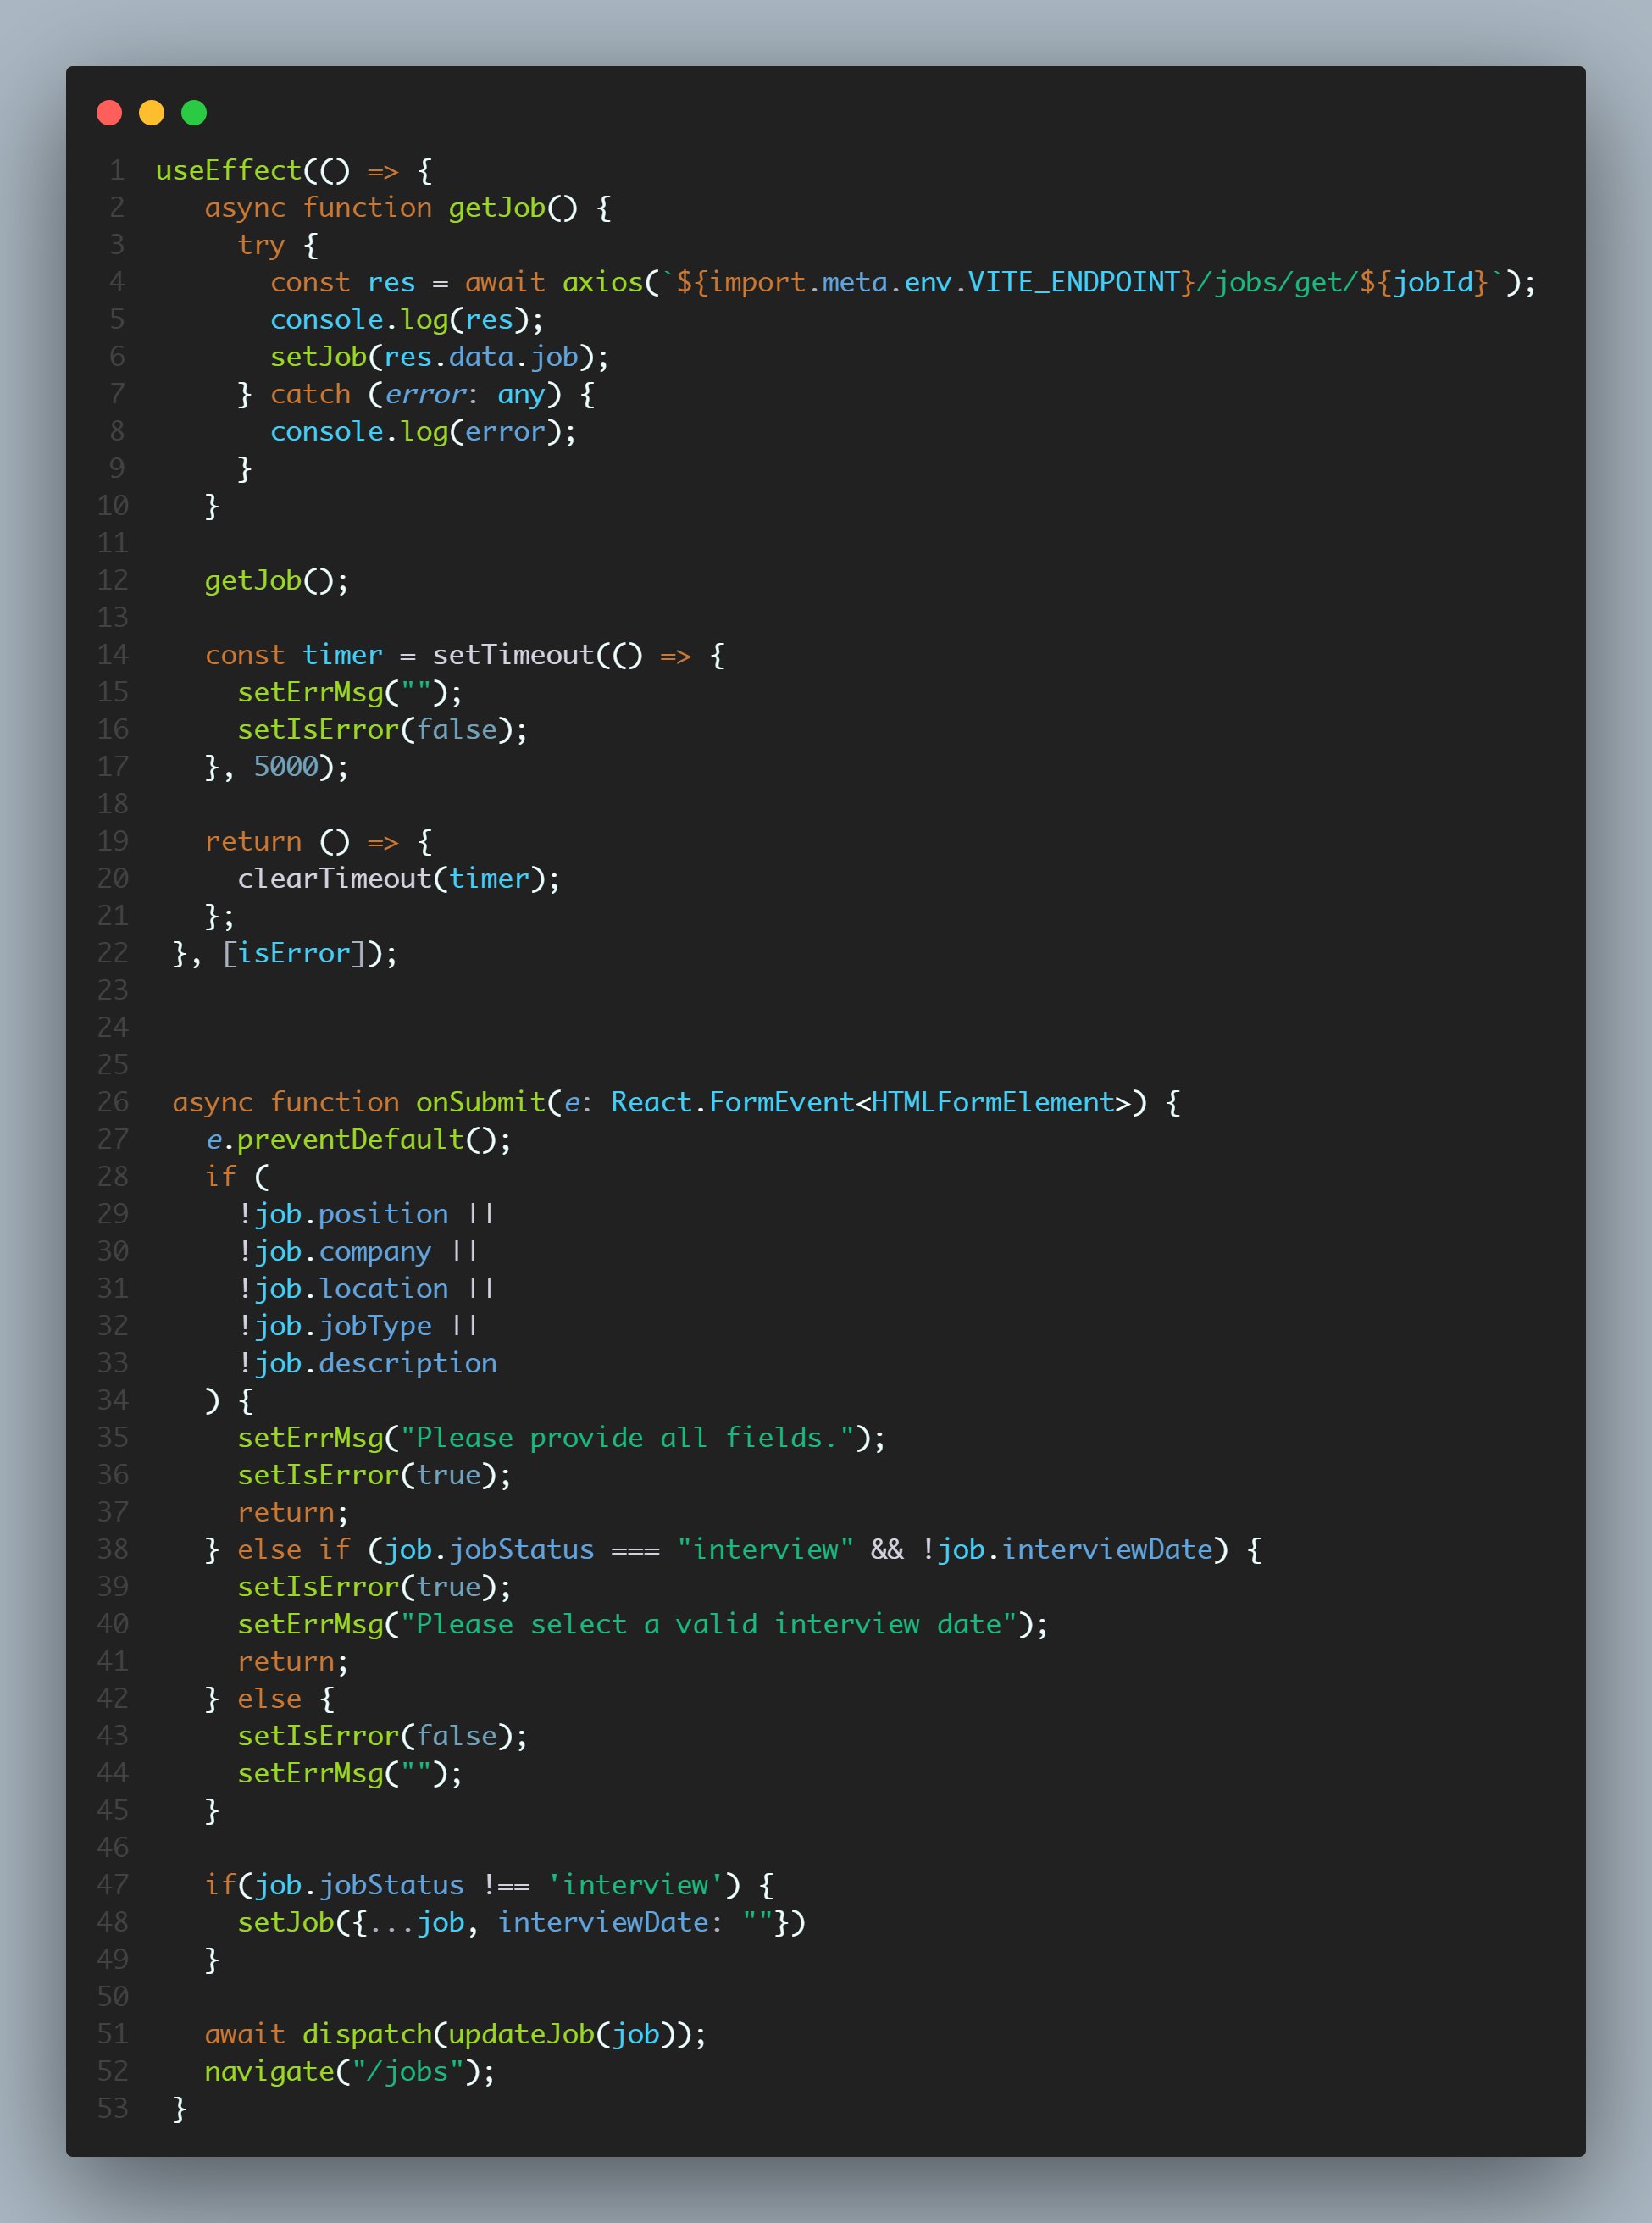 1 useEffect(() => {
2 async function getJob() {
3 try {
4 const res = await axios(`${import.meta.env.VITE_ENDPOINT}/jobs/get/${jobId}`);
5 console.log(res);
6 setJob(res.data.job);
7 } catch (error: any) {
8 console.log(error);
9 }
10 }
11
12 getJob();
13
14 const timer = setTimeout(() => {
15 setErrMsg("");
16 setIsError(false);
17 }, 5000);
18
19 return () => {
20 clearTimeout(timer);
21 };
22 }, [isError]);
23
24
25
26 async function onSubmit(e: React.FormEvent<HTMLFormElement>) {
27 e.preventDefault();
28 if (
29 !job.position ||
30 !job.company ||
31 !job.location ||
32 !job.jobType ||
33 !job.description
34 ) {
35 setErrMsg("Please provide all fields.");
36 setIsError(true);
37 return;
38 } else if (job.jobStatus === "interview" && !job.interviewDate) {
39 setIsError(true);
40 setErrMsg("Please select a valid interview date");
41 return;
42 } else {
43 setIsError(false);
44 setErrMsg("");
45 }
46
47 if(job.jobStatus !== 'interview') {
48 setJob({...job, interviewDate: ""})
49 }
50
51 await dispatch(updateJob(job));
52 navigate("/jobs");
53 }